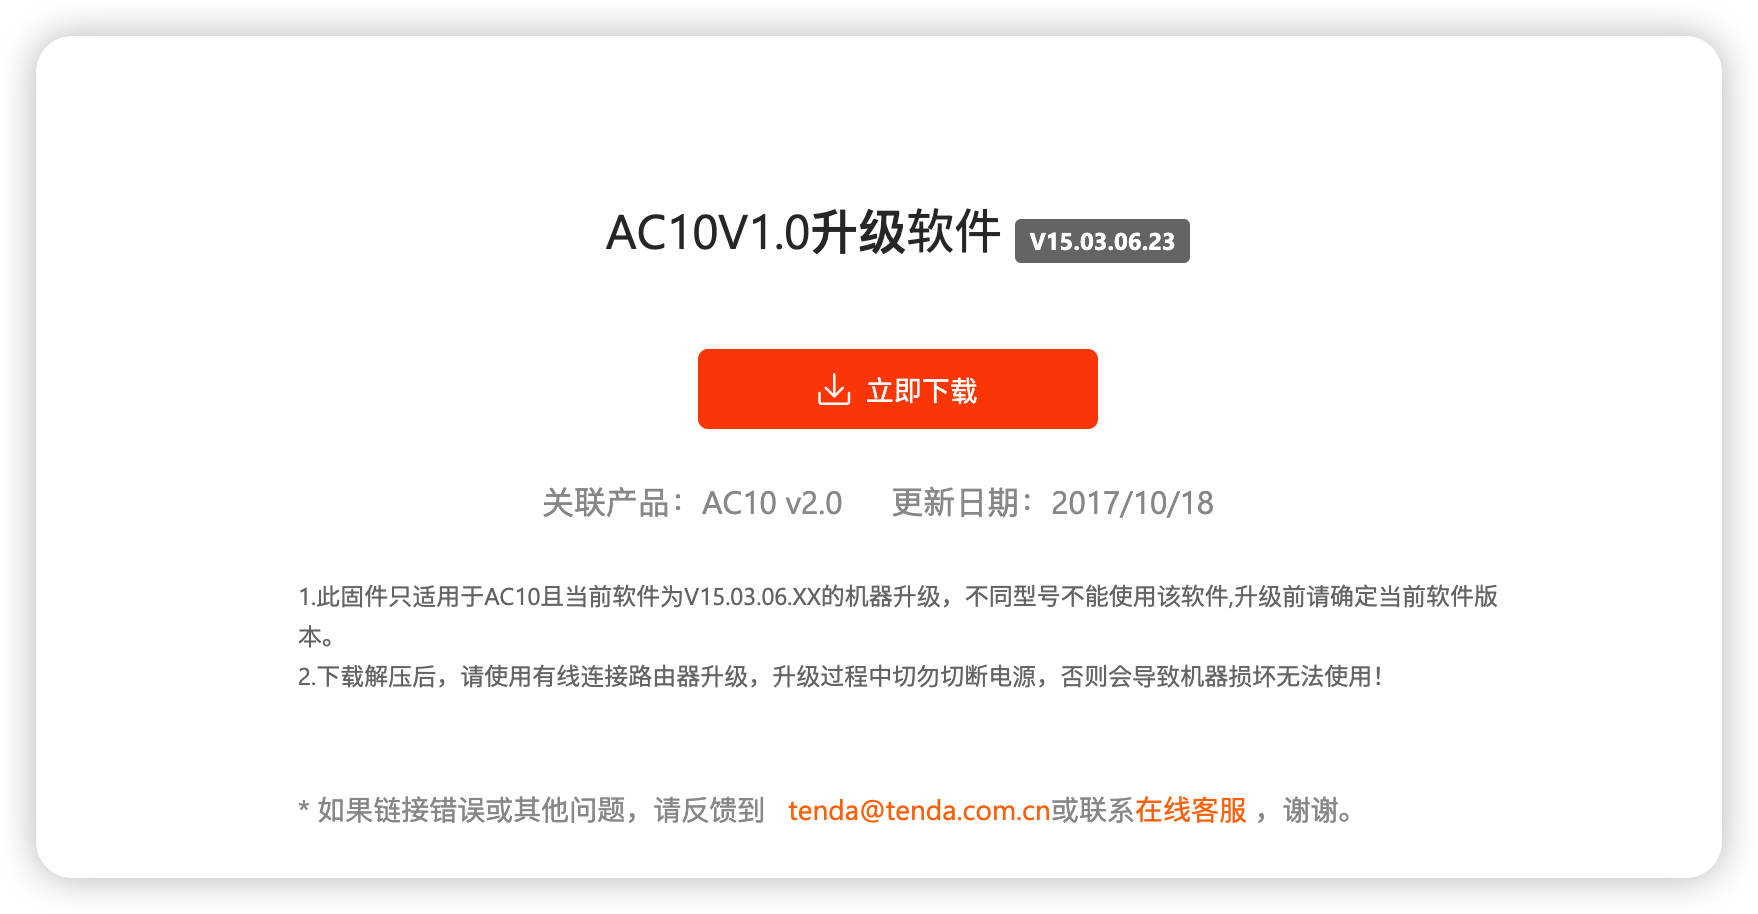 AC10V1.0升级软件 V15.03.06.23
立即下载
关联产品：AC10 v2.0 更新日期：2017/10/18
1.此固件只适用于AC10且当前软件为V15.03.06.XX的机器升级，不同型号不能使用该软件,升级前请确定当前软件版
本。
2.下载解压后，请使用有线连接路由器升级，升级过程中切勿切断电源，否则会导致机器损坏无法使用！
* 如果链接错误或其他问题，请反馈到 tenda@tenda.com.cn或联系在线客服 ，谢谢。